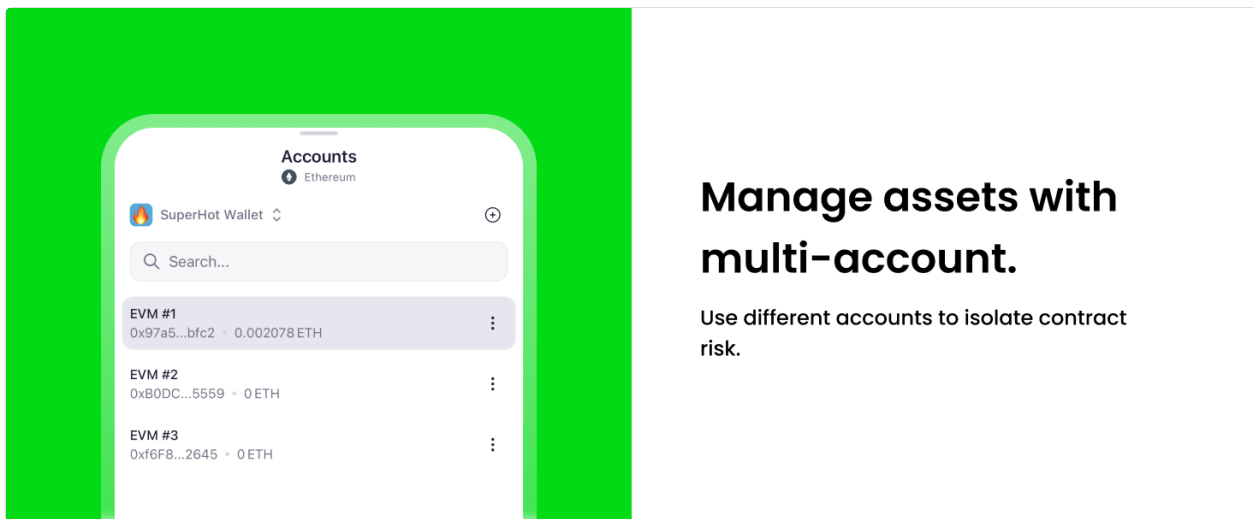 Accounts
Ethereum
SuperHot Wallet
Search...
EVM #1
0x97a5...bfc2 • 0.002078 ETH
EVM #2
0xB0DC...5559 • 0 ETH
EVM #3
0xf6F8...2645 • 0 ETH
Manage assets with
multi-account.
Use different accounts to isolate contract
risk.